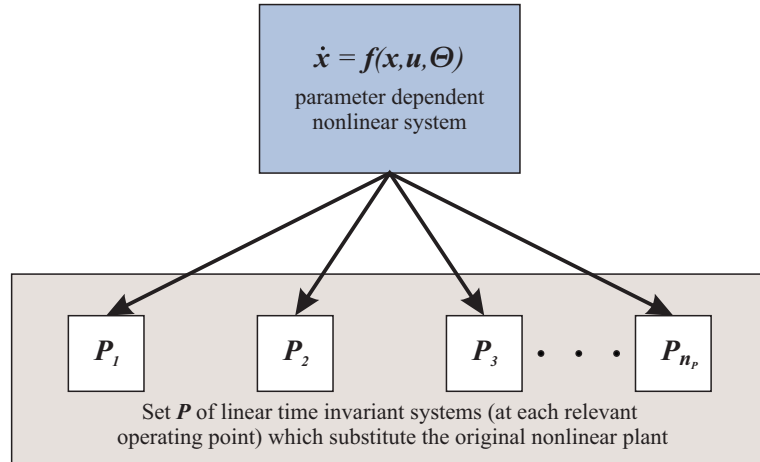 ẋ = f(x,u,Θ)
parameter dependent
nonlinear system
P₁ P₂ P₃ . . . Pₙₚ
Set P of linear time invariant systems (at each relevant
operating point) which substitute the original nonlinear plant